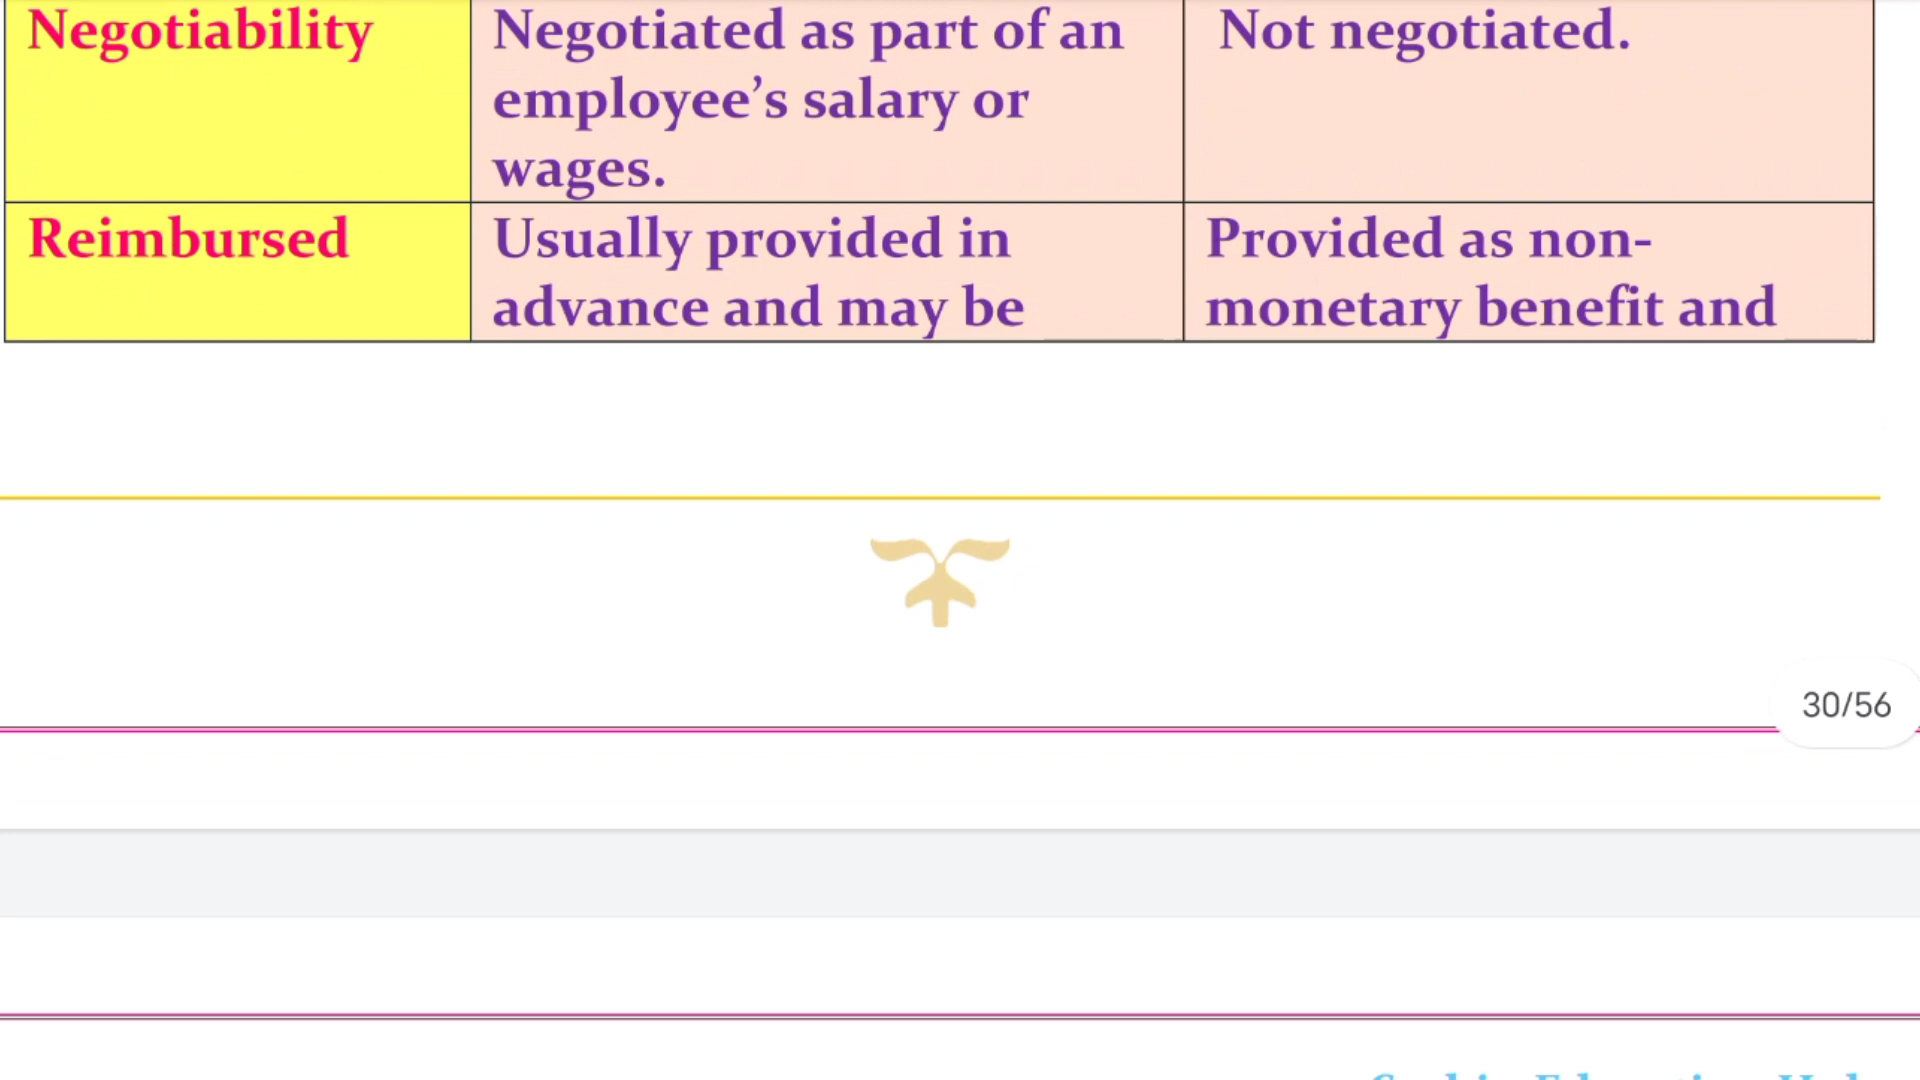 Negotiability
Negotiated as part of an
employee’s salary or
wages.
Not negotiated.
Reimbursed
Usually provided in
advance and may be
Provided as non-
monetary benefit and
30/56